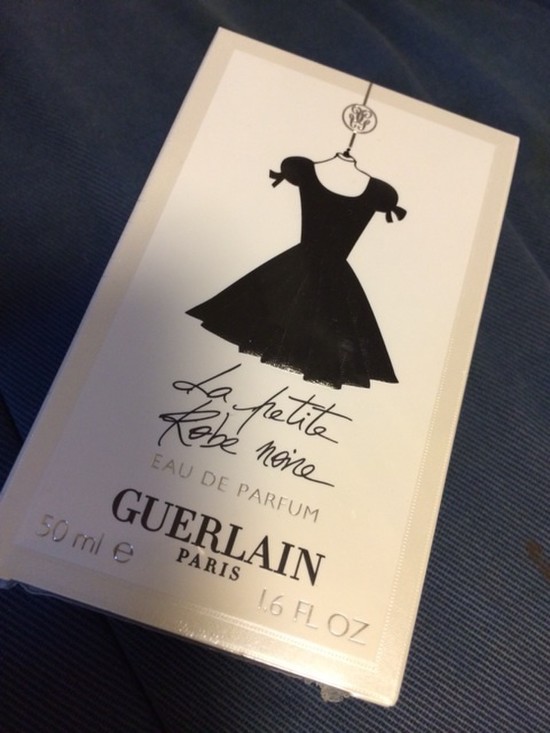 La petite
Robe noire
EAU DE PARFUM
GUERLAIN
PARIS
50 ml e
1.6 FL OZ